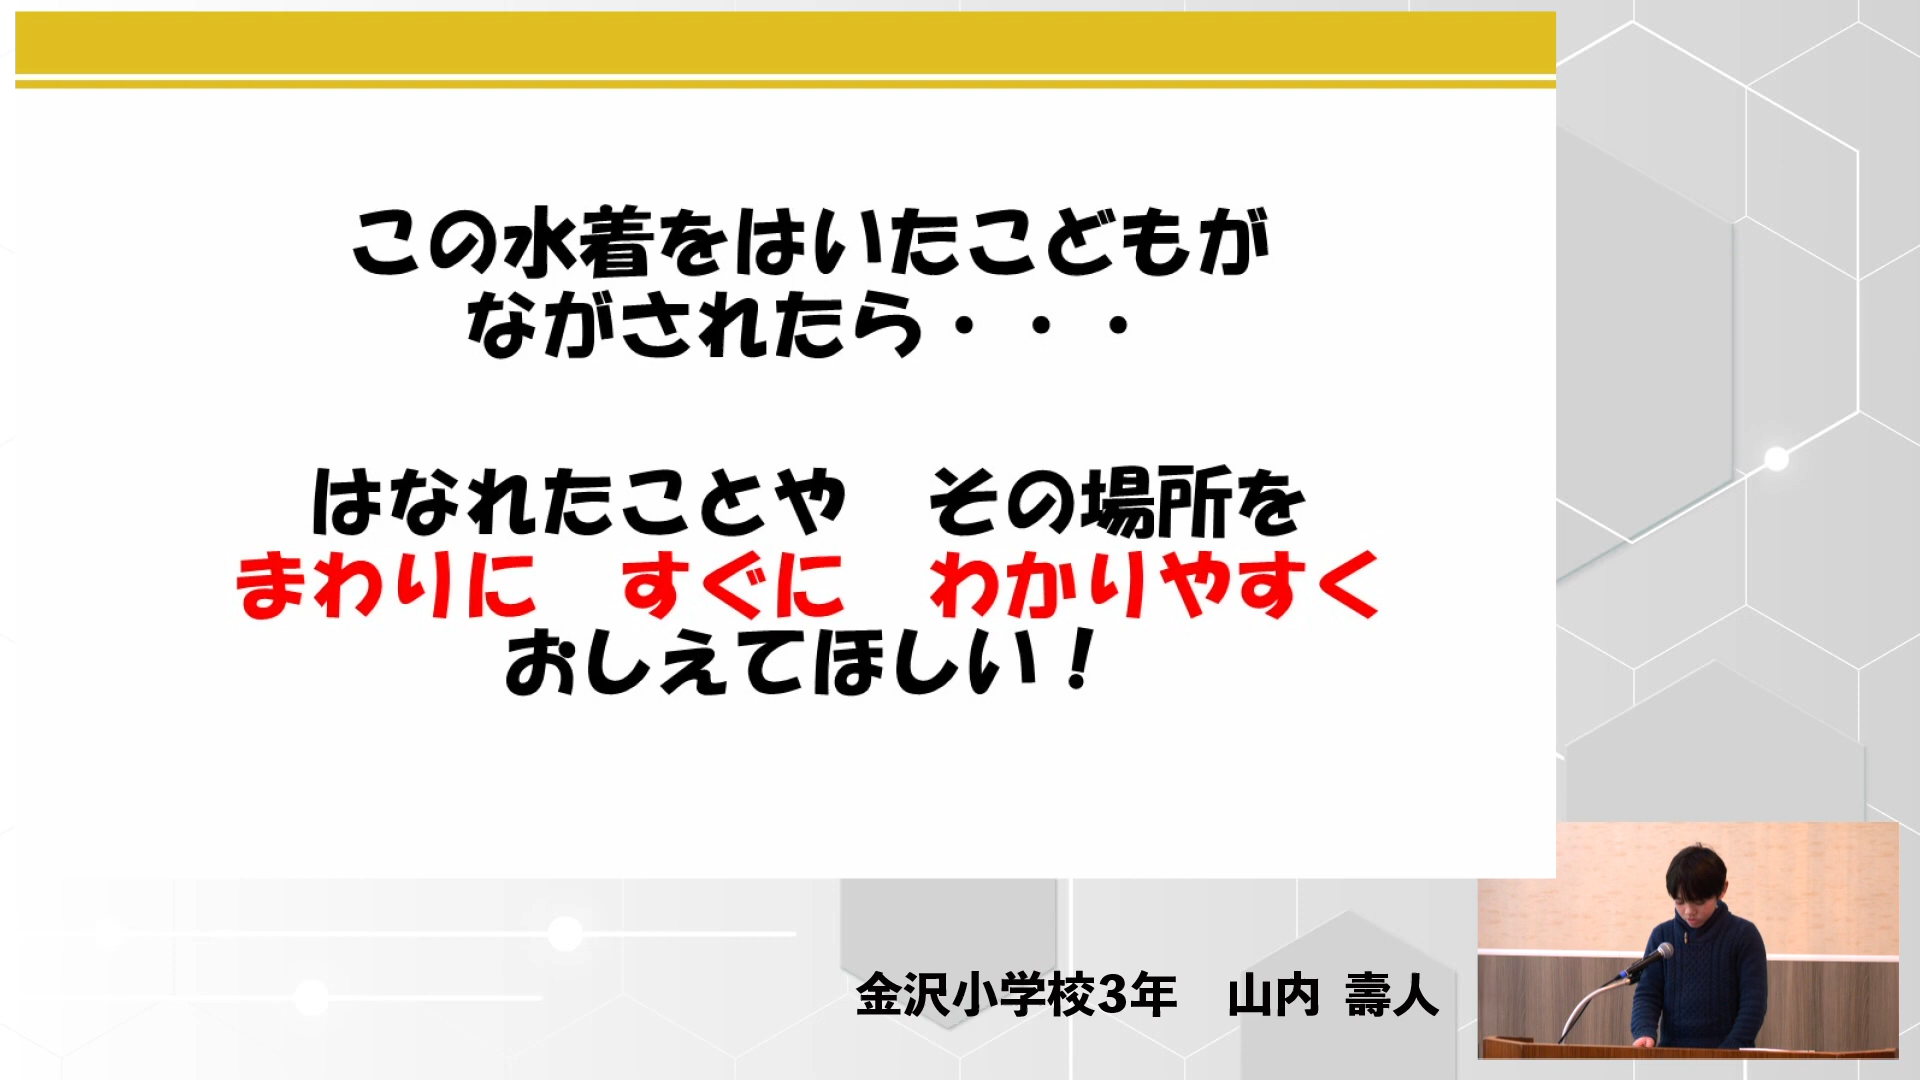 この水着をはいたこどもが
ながされたら・・・
はなれたことや　その場所を
まわりに　すぐに　わかりやすく
おしえてほしい！
金沢小学校3年　山内 壽人